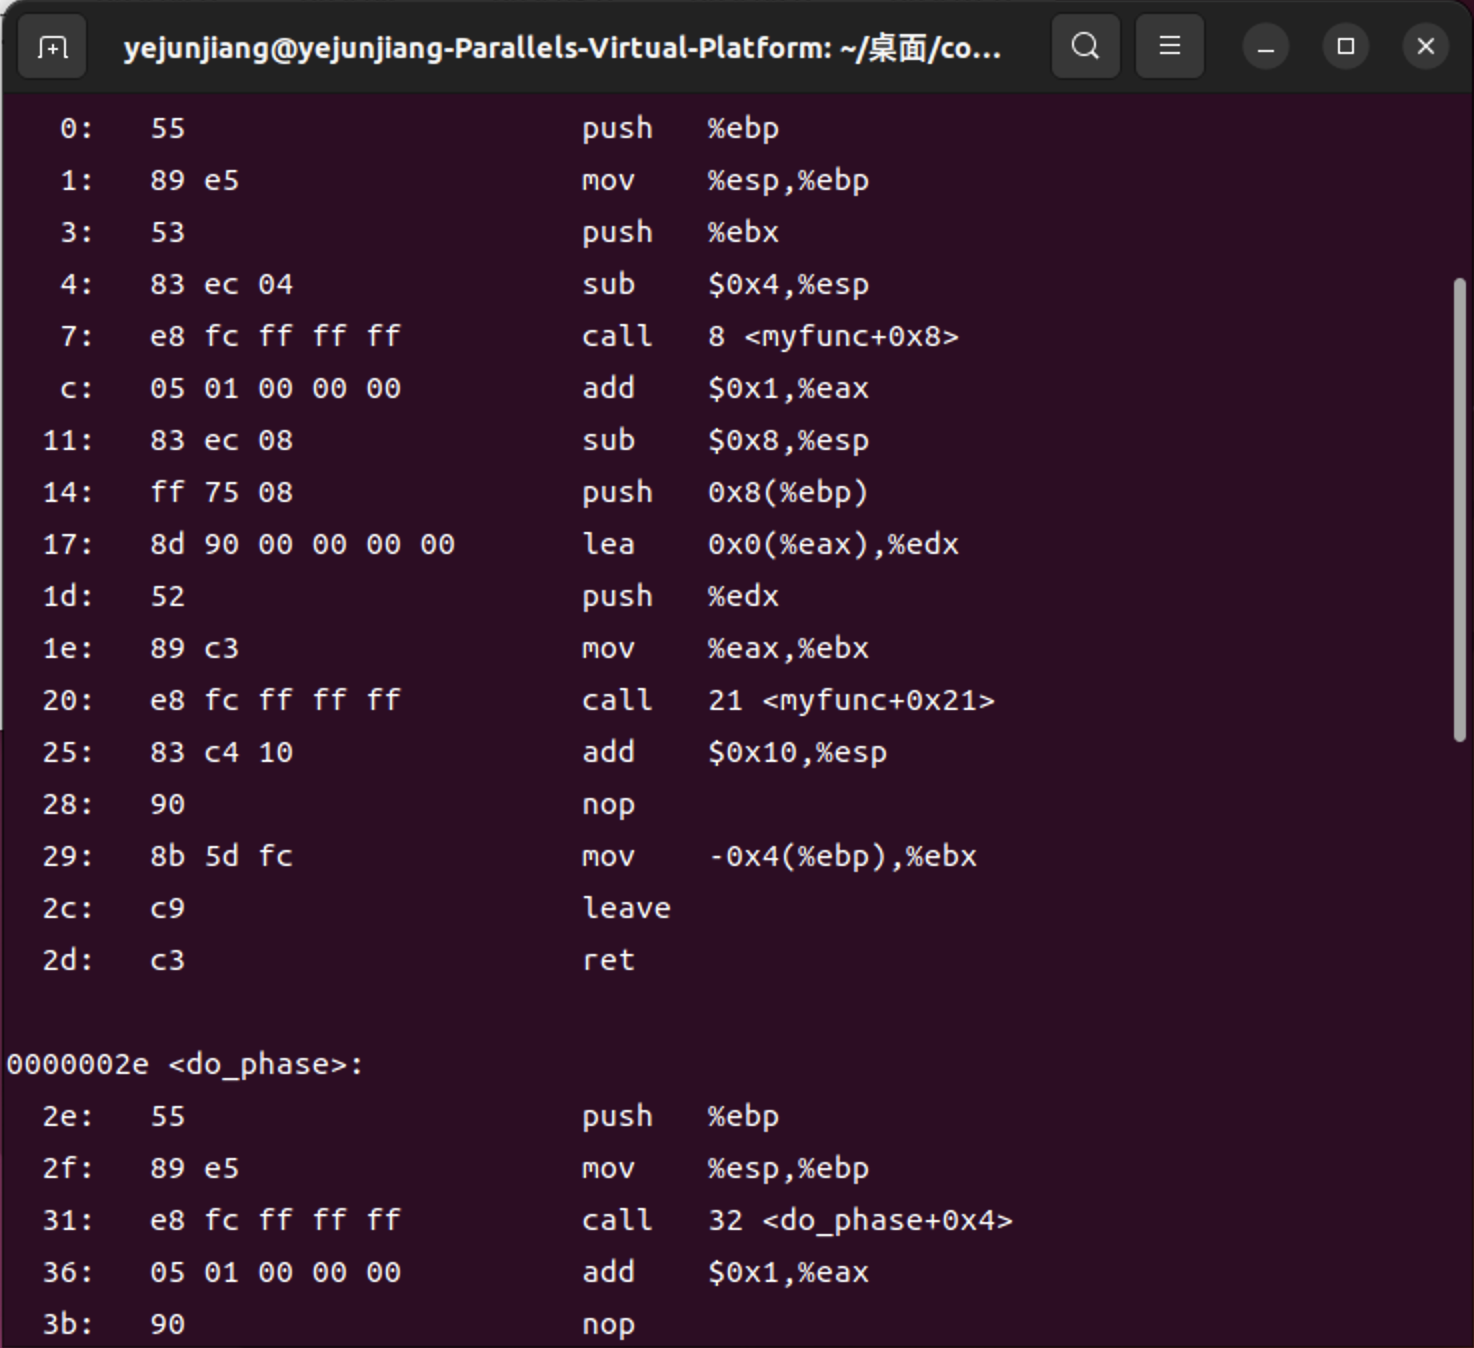 yejunjiang@yejunjiang-Parallels-Virtual-Platform: ~/桌面/co...
0: 55 push %ebp
1: 89 e5 mov %esp,%ebp
3: 53 push %ebx
4: 83 ec 04 sub $0x4,%esp
7: e8 fc ff ff ff call 8 <myfunc+0x8>
c: 05 01 00 00 00 add $0x1,%eax
11: 83 ec 08 sub $0x8,%esp
14: ff 75 08 push 0x8(%ebp)
17: 8d 90 00 00 00 00 lea 0x0(%eax),%edx
1d: 52 push %edx
1e: 89 c3 mov %eax,%ebx
20: e8 fc ff ff ff call 21 <myfunc+0x21>
25: 83 c4 10 add $0x10,%esp
28: 90 nop
29: 8b 5d fc mov -0x4(%ebp),%ebx
2c: c9 leave
2d: c3 ret
0000002e <do_phase>:
2e: 55 push %ebp
2f: 89 e5 mov %esp,%ebp
31: e8 fc ff ff ff call 32 <do_phase+0x4>
36: 05 01 00 00 00 add $0x1,%eax
3b: 90 nop